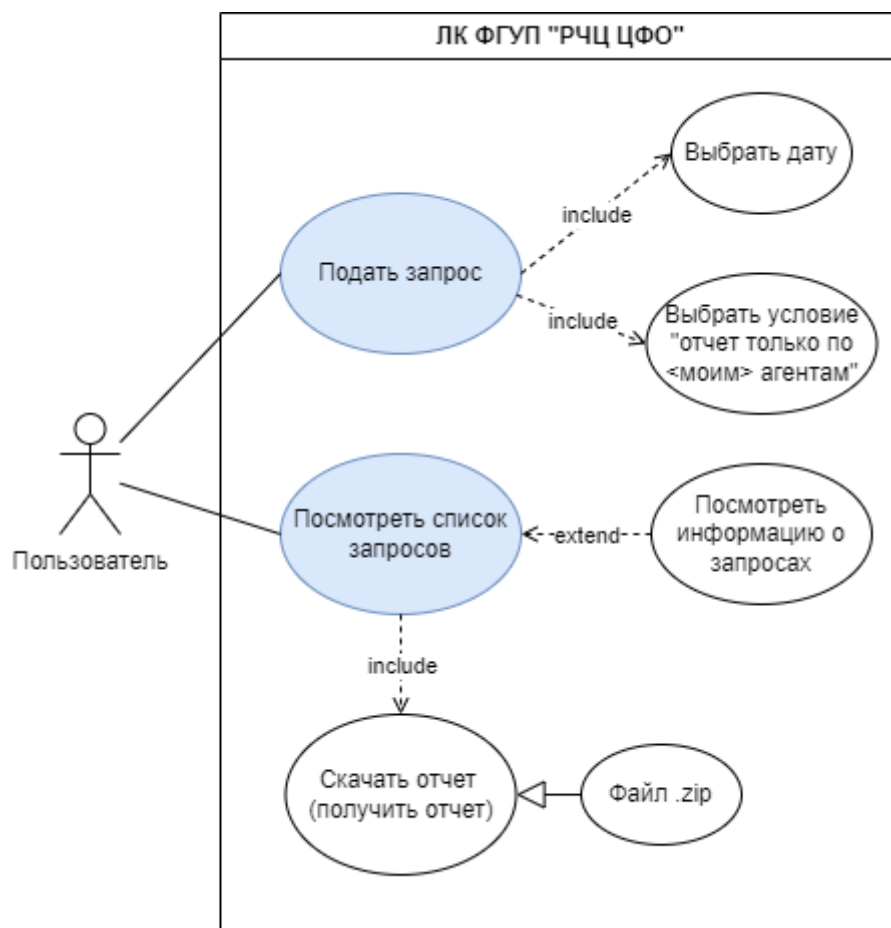 ЛК ФГУП "РЧЦ ЦФО"
Выбрать дату
include
Подать запрос
include
Выбрать условие
"отчет только по
<моим> агентам"
Пользователь
Посмотреть список
запросов
extend
Посмотреть
информацию о
запросах
include
Скачать отчет
(получить отчет)
Файл .zip